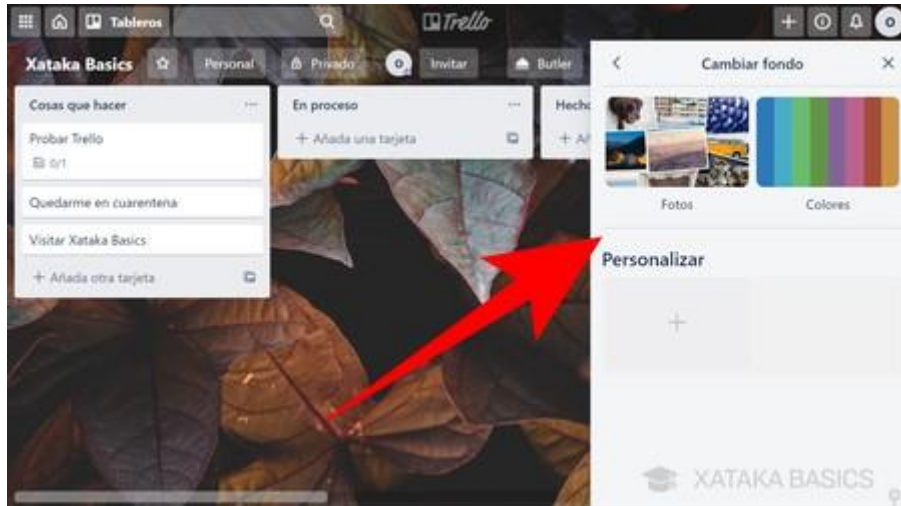 Tableros
Trello
Xataka Basics
Personal
Privado
Invitar
Butler
Cosas que hacer
Probar Trello
0/1
Quedarme en cuarentena
Visitar Xataka Basics
+ Añada otra tarjeta
En proceso
+ Añada una tarjeta
Hecho
Cambiar fondo
Fotos
Colores
Personalizar
XATAKA BASICS